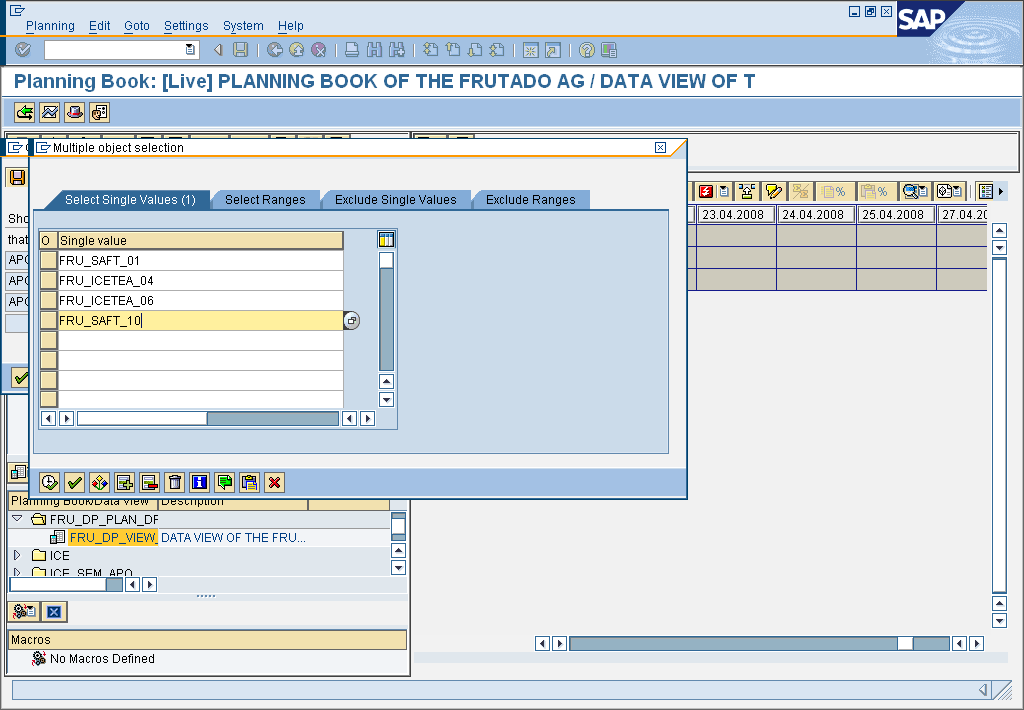 Planning Edit Goto Settings System Help
SAP
Planning Book: [Live] PLANNING BOOK OF THE FRUTADO AG / DATA VIEW OF T
Multiple object selection
Select Single Values (1) Select Ranges Exclude Single Values Exclude Ranges
23.04.2008 24.04.2008 25.04.2008 27.04.20
Sho
that
APO
APO
APO
O Single value
FRU_SAFT_01
FRU_ICETEA_04
FRU_ICETEA_06
FRU_SAFT_10
Planning Book/Data View Description
FRU_DP_PLAN_DF
FRU_DP_VIEW_ DATA VIEW OF THE FRU...
ICE
ICE_SEM_APO
Macros
No Macros Defined